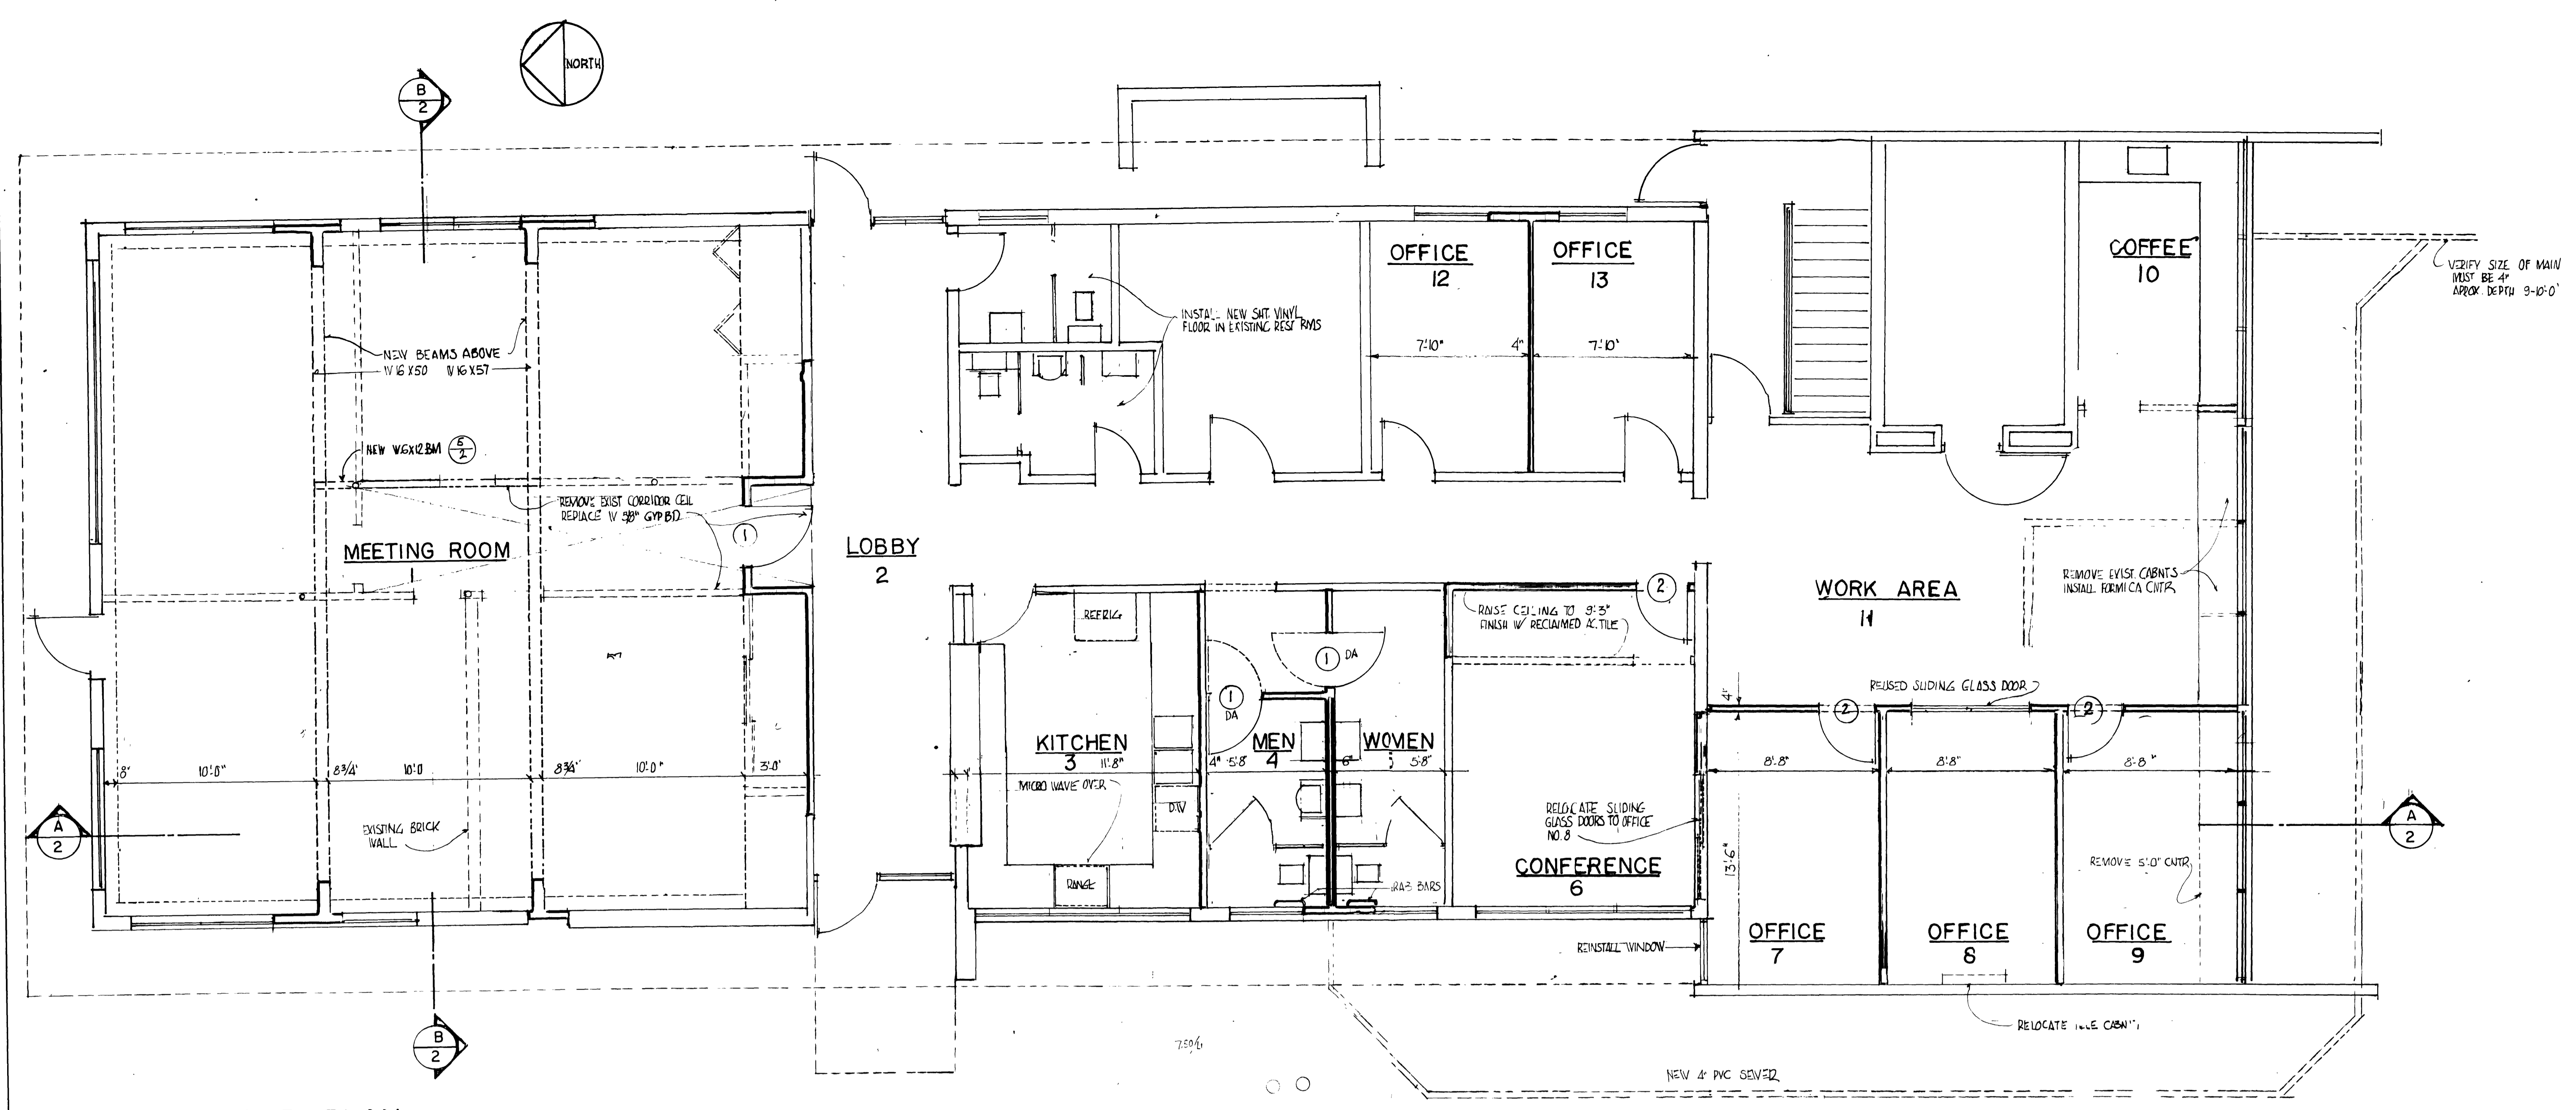 NORTH
B
2
OFFICE
12
OFFICE
13
COFFEE
10
VERIFY SIZE OF MAIN
MUST BE 4"
APROX. DEPTH 9-10'-0"
INSTALL NEW SHT. VINYL
FLOOR IN EXISTING REST RMS
7'-10"
4"
7'-10"
NEW BEAMS ABOVE
W16X50 W16X57
NEW W6X12 BM
5
2
REMOVE EXIST CORRIDOR CEIL
REPLACE W 5/8" GYP BD.
1
MEETING ROOM
1
LOBBY
2
REMOVE EXIST. CABNTS
INSTALL FORMICA CNTR.
WORK AREA
11
REFRIG
RAISE CEILING TO 9'-3"
FINISH W/ RECLAIMED AC. TILE
2
1
DA
1
DA
4"
REUSED SLIDING GLASS DOOR
2
2
KITCHEN
3
11'-8"
MEN
4
WOMEN
8"
10'-0"
8 3/4"
10'-0
8 3/4"
10'-0"
3'-0"
4"
5'-8"
6"
5'-8"
8'-8"
8'-8"
8'-8"
MICRO WAVE OVER
D.W
RELOCATE SLIDING
GLASS DOORS TO OFFICE
NO. 8
A
2
EXISTING BRICK
WALL
A
2
13'-6"
REMOVE 5'-0" CNTR.
CONFERENCE
6
RANGE
GRAB BARS
OFFICE
7
OFFICE
8
OFFICE
9
REINSTALL WINDOW
RELOCATE
B
2
NEW 4" PVC SEWER